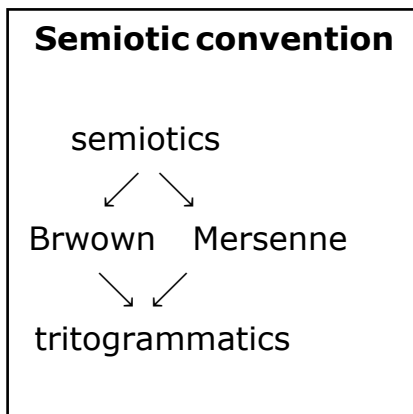 Semiotic convention
semiotics
Brwown Mersenne
tritogrammatics